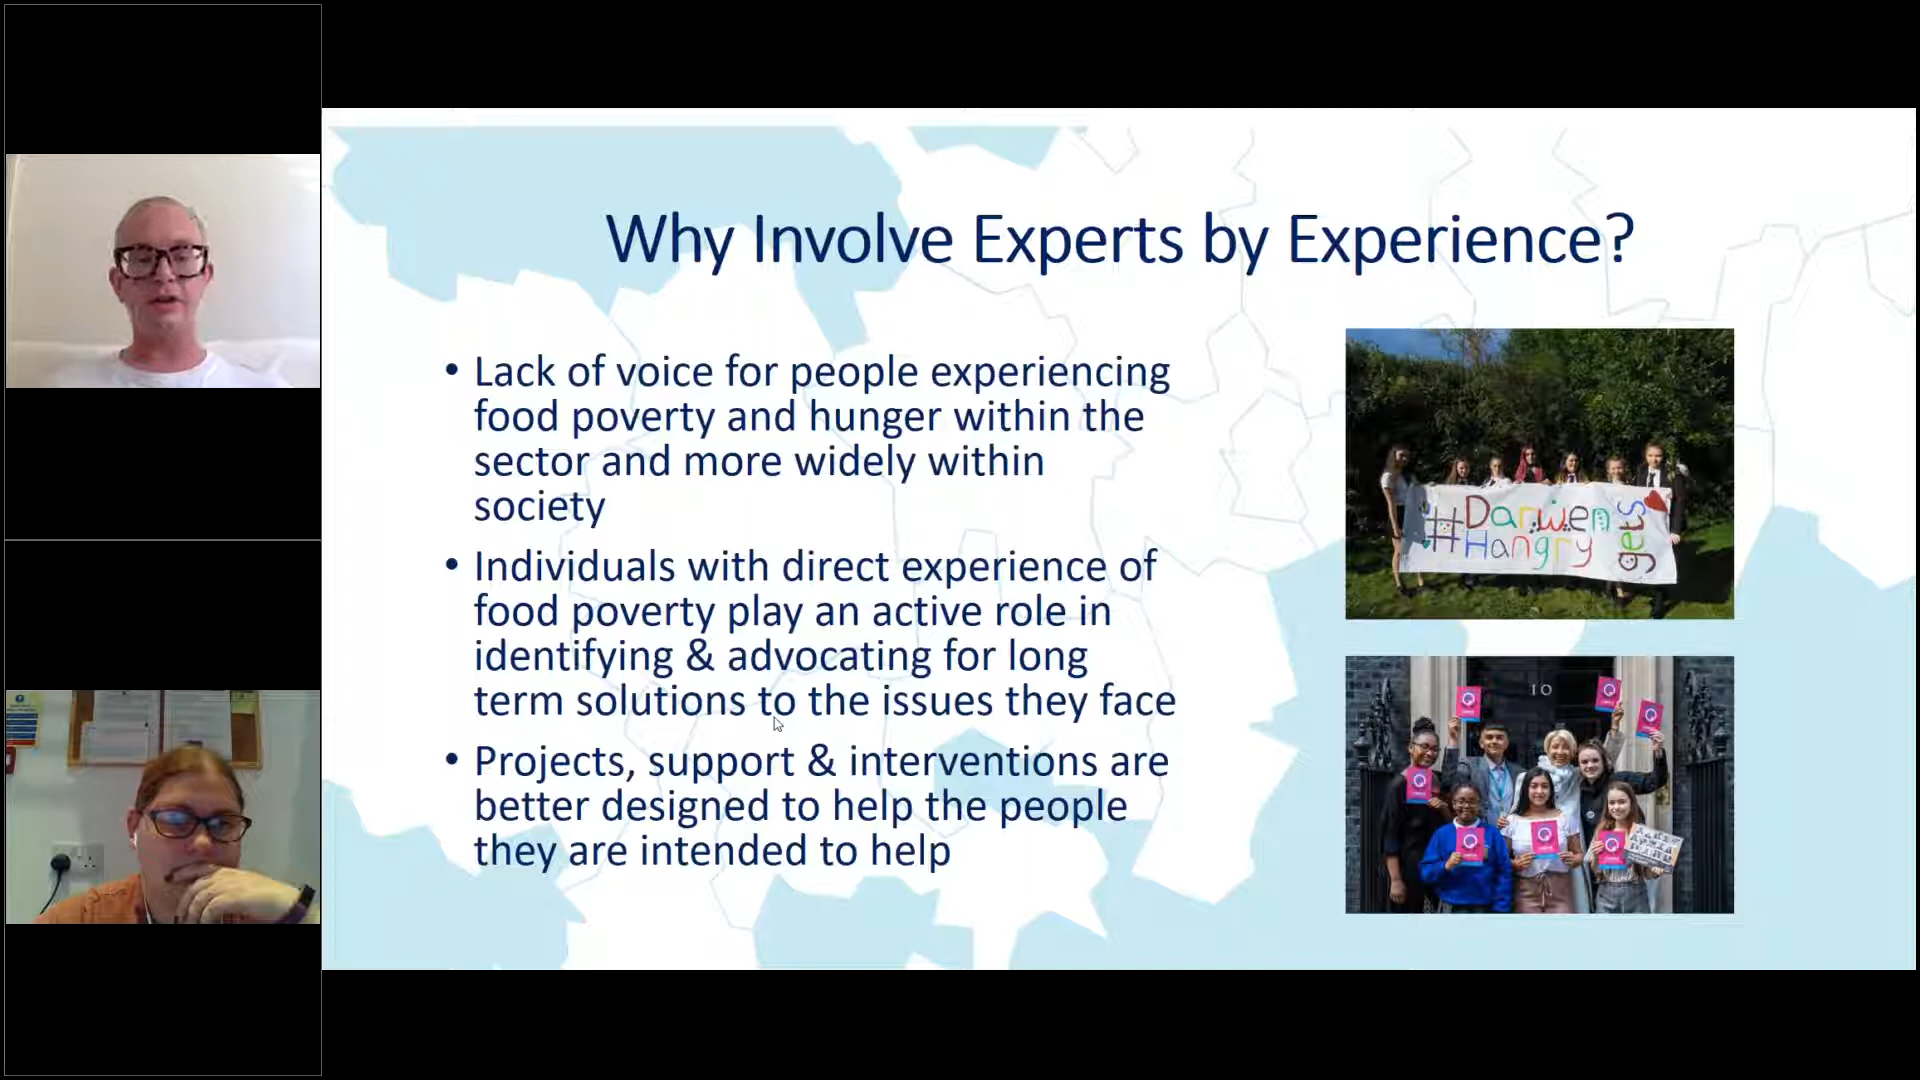 Why Involve Experts by Experience?
• Lack of voice for people experiencing
food poverty and hunger within the
sector and more widely within
society
• Individuals with direct experience of
food poverty play an active role in
identifying & advocating for long
term solutions to the issues they face
• Projects, support & interventions are
better designed to help the people
they are intended to help
#Darwen
#Hangry
gets
10